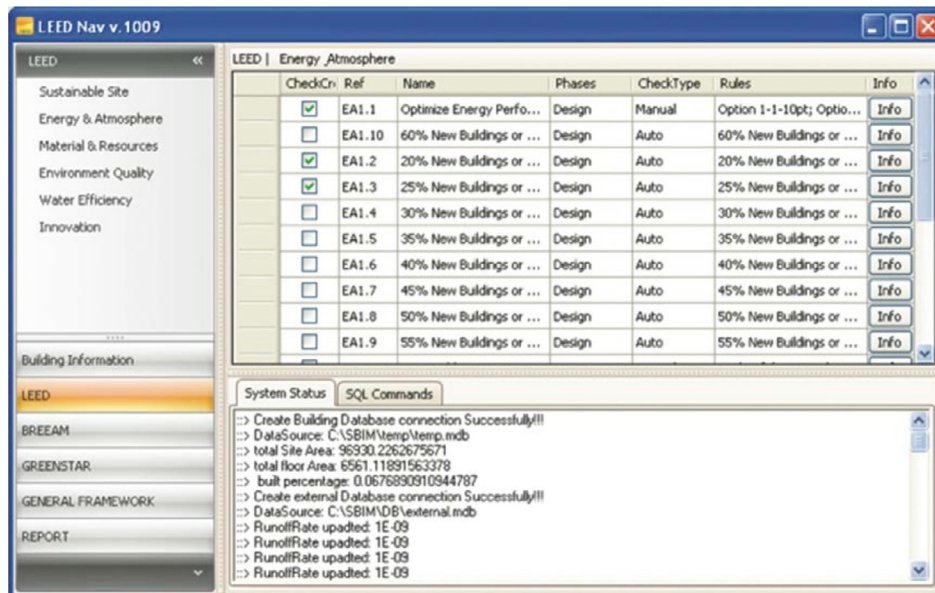 LEED Nav v.1009
LEED «
Sustainable Site
Energy & Atmosphere
Material & Resources
Environment Quality
Water Efficiency
Innovation
Building Information
LEED
BREEAM
GREENSTAR
GENERAL FRAMEWORK
REPORT
LEED | Energy_Atmosphere
CheckCr Ref Name Phases CheckType Rules Info
EA1.1 Optimize Energy Perfo... Design Manual Option 1-1-10pt; Optio... Info
EA1.10 60% New Buildings or ... Design Auto 60% New Buildings or ... Info
EA1.2 20% New Buildings or ... Design Auto 20% New Buildings or ... Info
EA1.3 25% New Buildings or ... Design Auto 25% New Buildings or ... Info
EA1.4 30% New Buildings or ... Design Auto 30% New Buildings or ... Info
EA1.5 35% New Buildings or ... Design Auto 35% New Buildings or ... Info
EA1.6 40% New Buildings or ... Design Auto 40% New Buildings or ... Info
EA1.7 45% New Buildings or ... Design Auto 45% New Buildings or ... Info
EA1.8 50% New Buildings or ... Design Auto 50% New Buildings or ... Info
EA1.9 55% New Buildings or ... Design Auto 55% New Buildings or ... Info
System Status SQL Commands
::> Create Building Database connection Successfully!!!
::> DataSource: C:\SBIM\temp\temp.mdb
::> total Site Area: 96930.2262675671
::> total floor Area: 6561.11891563378
::> built percentage: 0.0676890910944787
::> Create external Database connection Successfully!!!
::> DataSource: C:\SBIM\DB\external.mdb
::> RunoffRate upadted: 1E-09
::> RunoffRate upadted: 1E-09
::> RunoffRate upadted: 1E-09
::> RunoffRate upadted: 1E-09